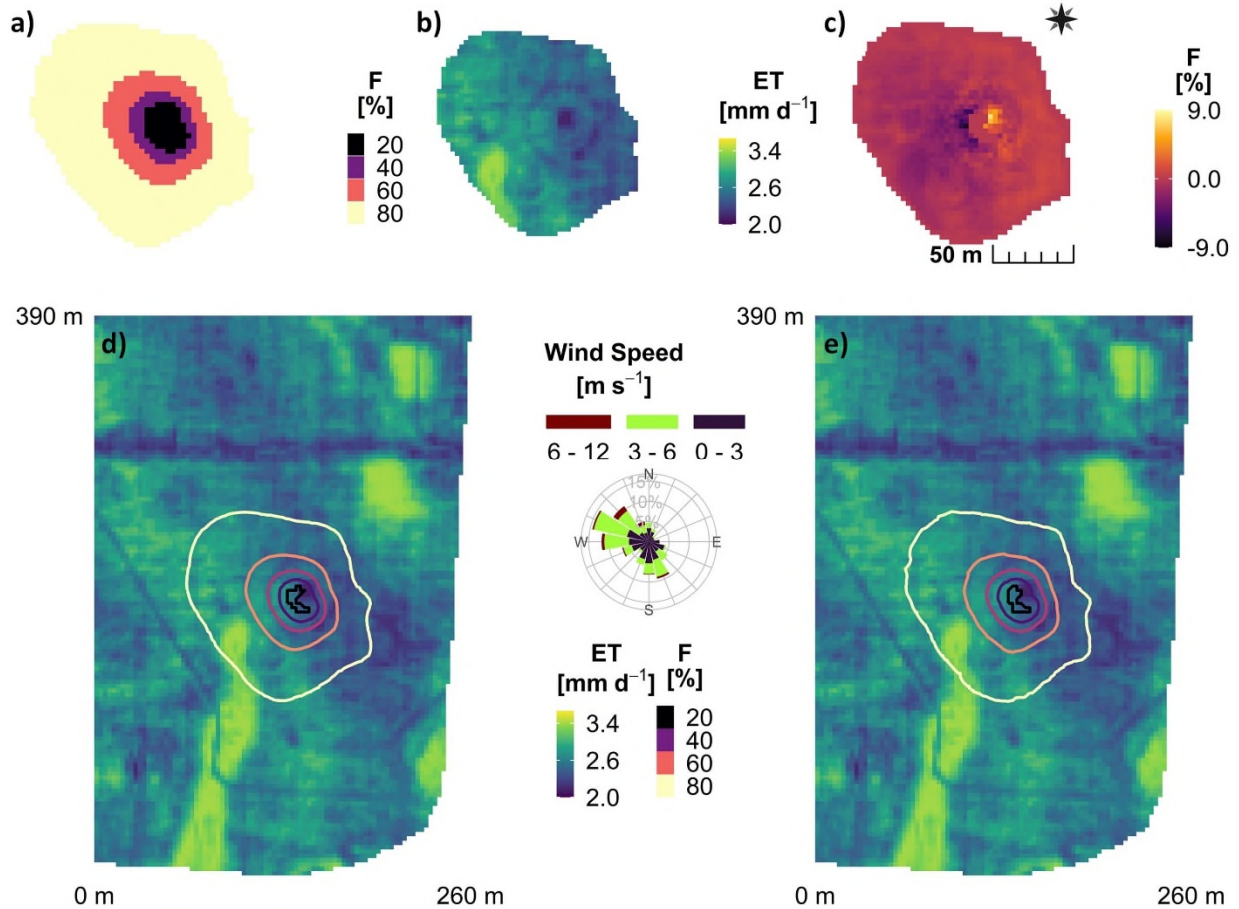 a)
F
[%]
20
40
60
80
b)
ET
[mm d⁻¹]
3.4
2.6
2.0
c)
F
[%]
9.0
0.0
-9.0
50 m
390 m
d)
0 m
260 m
Wind Speed
[m s⁻¹]
6 - 12
3 - 6
0 - 3
N
15%
10%
5%
W
E
S
ET
[mm d⁻¹]
3.4
2.6
2.0
F
[%]
20
40
60
80
390 m
e)
0 m
260 m